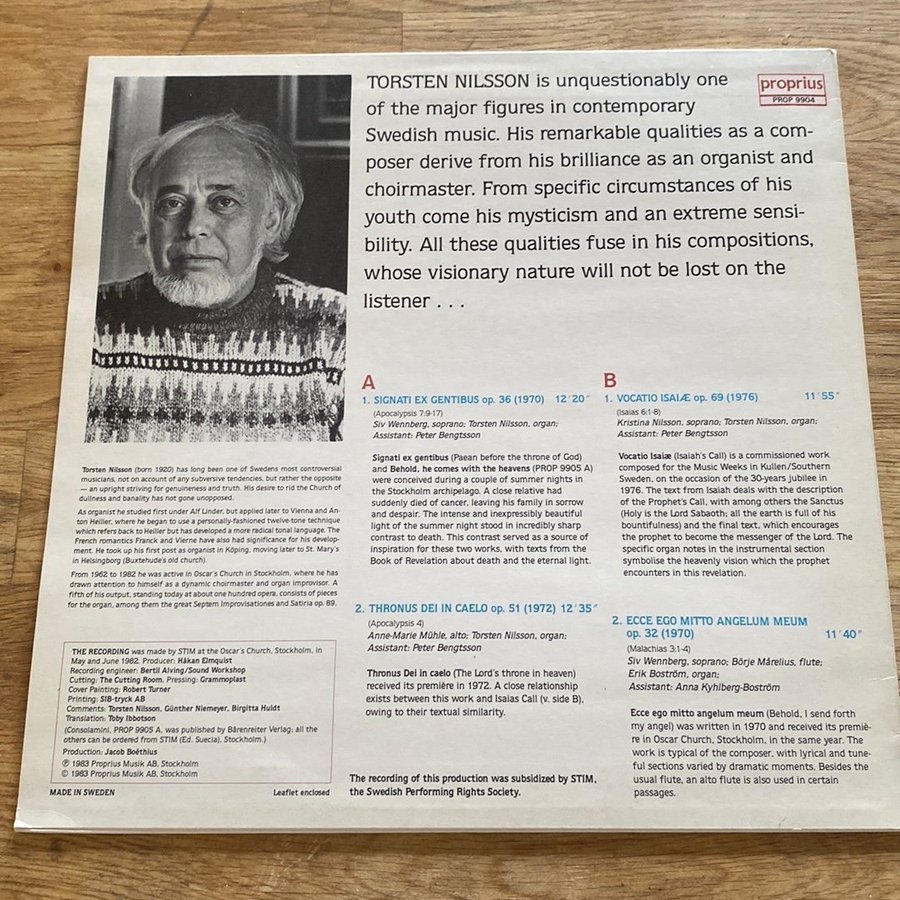 TORSTEN NILSSON is unquestionably one
of the major figures in contemporary
Swedish music. His remarkable qualities as a com-
poser derive from his brilliance as an organist and
choirmaster. From specific circumstances of his
youth come his mysticism and an extreme sensi-
bility. All these qualities fuse in his compositions,
whose visionary nature will not be lost on the
listener . . .
proprius
PROP 9904
A
1. SIGNATI EX GENTIBUS op. 36 (1970) 12'20"
(Apocalypsis 7:9-17)
Siv Wennberg, soprano; Torsten Nilsson, organ;
Assistant: Peter Bengtsson
Signati ex gentibus (Paean before the throne of God)
and Behold, he comes with the heavens (PROP 9905 A)
were conceived during a couple of summer nights in
the Stockholm archipelago. A close relative had
suddenly died of cancer, leaving his family in sorrow
and despair. The intense and inexpressibly beautiful
light of the summer night stood in incredibly sharp
contrast to death. This contrast served as a source of
inspiration for these two works, with texts from the
Book of Revelation about death and the eternal light.
2. THRONUS DEI IN CAELO op. 51 (1972) 12'35"
(Apocalypsis 4)
Anne-Marie Mühle, alto; Torsten Nilsson, organ;
Assistant: Peter Bengtsson
Thronus Dei in caelo (The Lord's throne in heaven)
received its première in 1972. A close relationship
exists between this work and Isaias Call (v. side B),
owing to their textual similarity.
The recording of this production was subsidized by STIM,
the Swedish Performing Rights Society.
B
1. VOCATIO ISAIÆ op. 69 (1976) 11'55"
(Isaias 6:1-8)
Kristina Nilsson, soprano; Torsten Nilsson, organ;
Assistant: Peter Bengtsson
Vocatio Isaiæ (Isaiah's Call) is a commissioned work
composed for the Music Weeks in Kullen/Southern
Sweden, on the occasion of the 30-years jubilee in
1976. The text from Isaiah deals with the description
of the Prophet's Call, with among others the Sanctus
(Holy is the Lord Sabaoth; all the earth is full of his
bountifulness) and the final text, which encourages
the prophet to become the messenger of the Lord. The
specific organ notes in the instrumental section
symbolise the heavenly vision which the prophet
encounters in this revelation.
2. ECCE EGO MITTO ANGELUM MEUM
op. 32 (1970) 11'40"
(Malachias 3:1-4)
Siv Wennberg, soprano; Börje Mårelius, flute;
Erik Boström, organ;
Assistant: Anna Kyhlberg-Boström
Ecce ego mitto angelum meum (Behold, I send forth
my angel) was written in 1970 and received its premiè-
re in Oscar Church, Stockholm, in the same year. The
work is typical of the composer, with lyrical and tune-
ful sections varied by dramatic moments. Besides the
usual flute, an alto flute is also used in certain
passages.
Torsten Nilsson (born 1920) has long been one of Swedens most controversial
musicians, not on account of any subversive tendencies, but rather the opposite
— an upright striving for genuineness and truth. His desire to rid the Church of
dullness and banality has not gone unopposed.
As organist he studied first under Alf Linder, but applied later to Vienna and An-
ton Heiller, where he began to use a personally-fashioned twelve-tone technique
which refers back to Heiller but has developed a more radical tonal language. The
French romantics Franck and Vierne also had significance for his develop-
ment. He took up his first post as organist in Köping, moving later to St. Mary's
in Helsingborg (Buxtehude's old church).
From 1962 to 1982 he was active in Oscar's Church in Stockholm, where he has
drawn attention to himself as a dynamic choirmaster and organ improvisor. A
fifth of his output, standing today at about one hundred opera, consists of pieces
for the organ, among them the great Septem Improvisationes and Satiria op. 89.
THE RECORDING was made by STIM at the Oscar's Church, Stockholm, in
May and June 1982. Producer: Håkan Elmquist
Recording engineer: Bertil Alving/Sound Workshop
Cutting: The Cutting Room. Pressing: Grammoplast
Cover Painting: Robert Turner
Printing: SIB-tryck AB
Comments: Torsten Nilsson, Günther Niemeyer, Birgitta Huldt
Translation: Toby Ibbotson
(Consolamini, PROP 9905 A, was published by Bärenreiter Verlag; all the
others can be ordered from STIM (Ed. Suecia), Stockholm.)
Production: Jacob Boëthius
℗ 1983 Proprius Musik AB, Stockholm
© 1983 Proprius Musik AB, Stockholm
MADE IN SWEDEN Leaflet enclosed